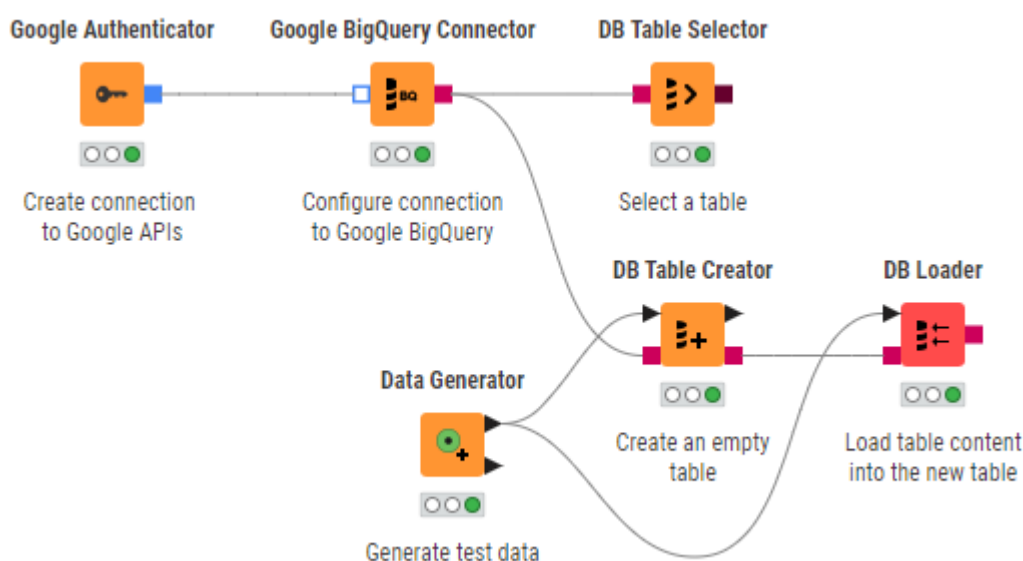 Google Authenticator
Google BigQuery Connector
DB Table Selector
BQ
Create connection
to Google APIs
Configure connection
to Google BigQuery
Select a table
DB Table Creator
DB Loader
Data Generator
Create an empty
table
Load table content
into the new table
Generate test data